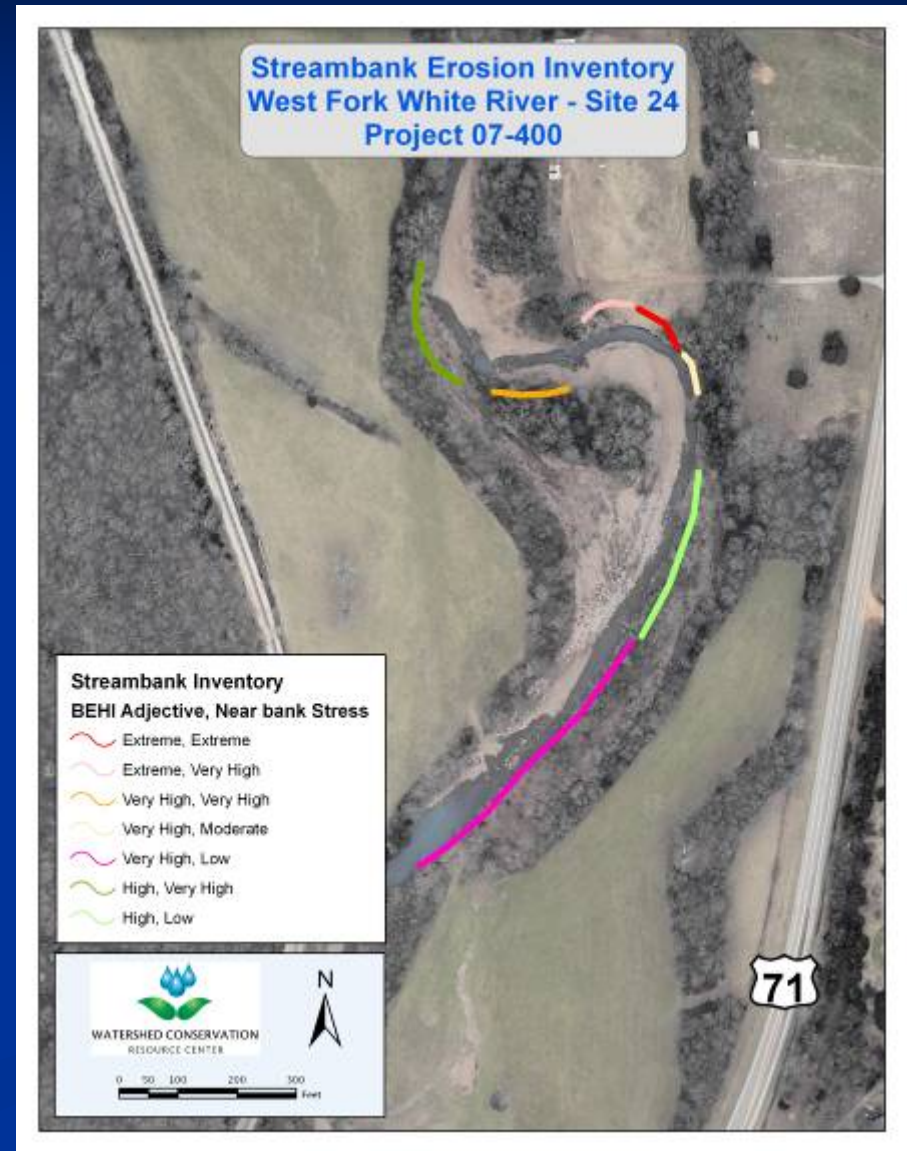 Streambank Erosion Inventory
West Fork White River - Site 24
Project 07-400
Streambank Inventory
BEHI Adjective, Near bank Stress
Extreme, Extreme
Extreme, Very High
Very High, Very High
Very High, Moderate
Very High, Low
High, Very High
High, Low
WATERSHED CONSERVATION
RESOURCE CENTER
N
0 50 100 200 300
Feet
71